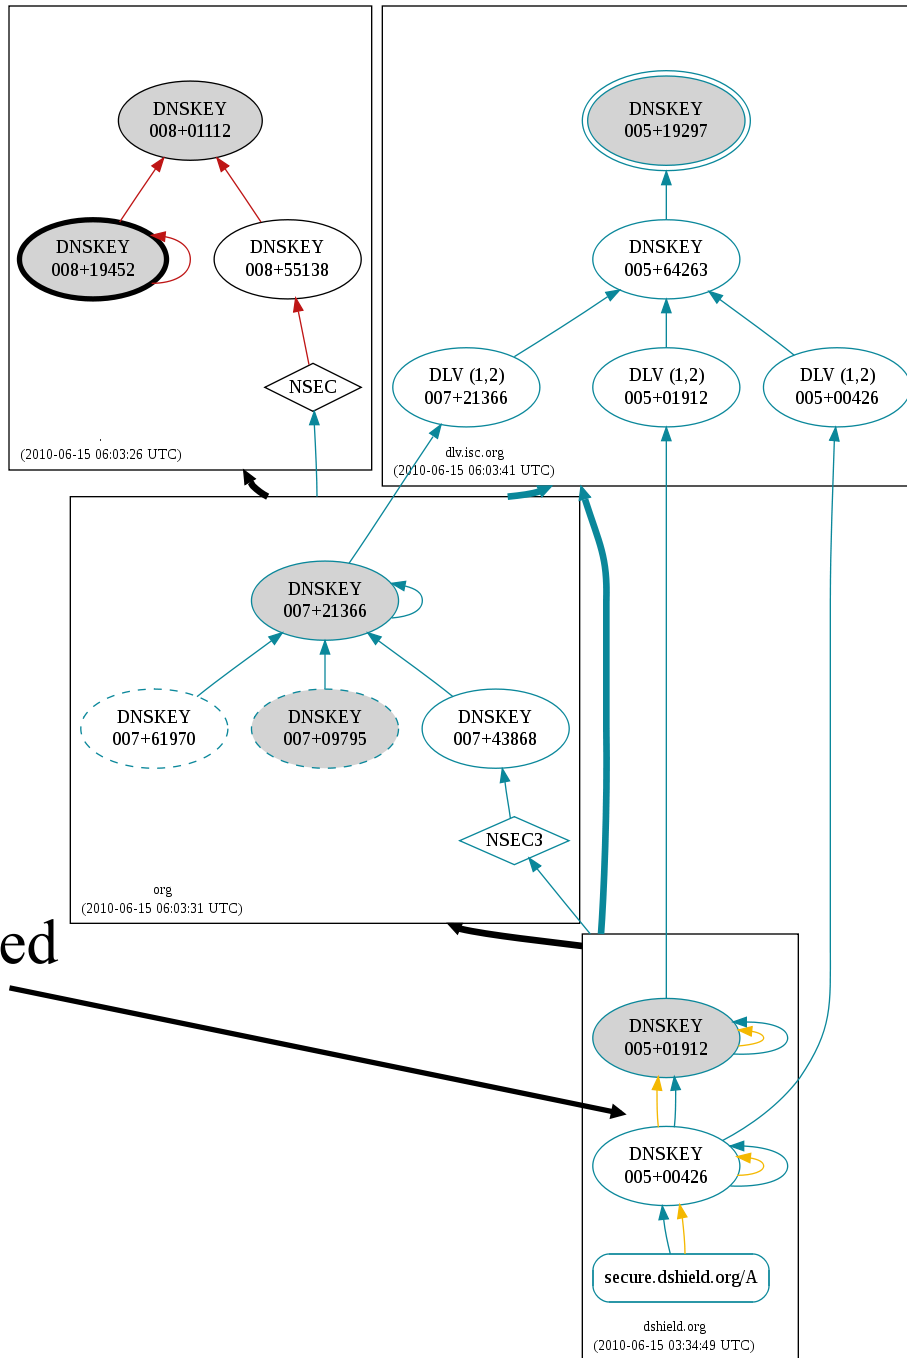 DNSKEY
008+01112
DNSKEY
008+19452
DNSKEY
008+55138
NSEC
.
(2010-06-15 06:03:26 UTC)
DNSKEY
005+19297
DNSKEY
005+64263
DLV (1,2)
007+21366
DLV (1,2)
005+01912
DLV (1,2)
005+00426
dlv.isc.org
(2010-06-15 06:03:41 UTC)
DNSKEY
007+21366
DNSKEY
007+61970
DNSKEY
007+09795
DNSKEY
007+43868
NSEC3
org
(2010-06-15 06:03:31 UTC)
ed
DNSKEY
005+01912
DNSKEY
005+00426
secure.dshield.org/A
dshield.org
(2010-06-15 03:34:49 UTC)